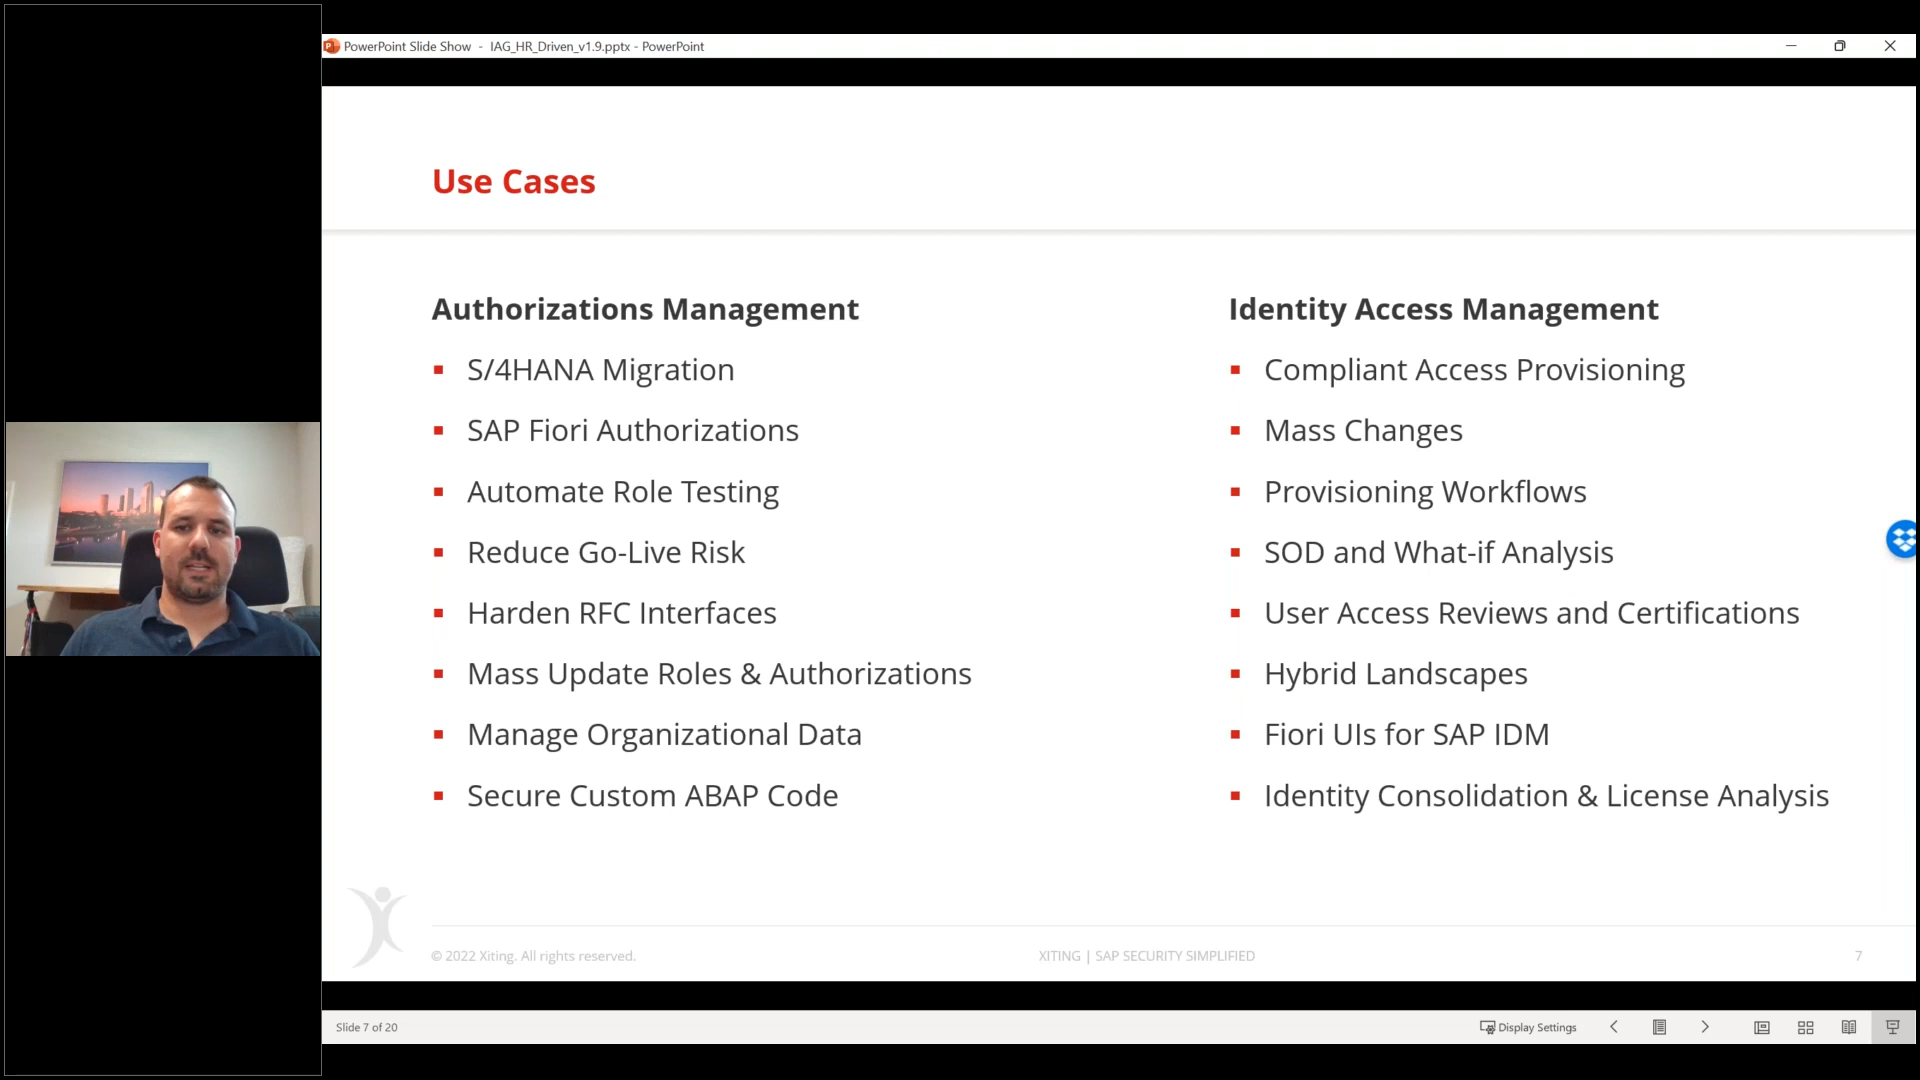 PowerPoint Slide Show - IAG_HR_Driven_v1.9.pptx - PowerPoint
Use Cases
Authorizations Management
S/4HANA Migration
SAP Fiori Authorizations
Automate Role Testing
Reduce Go-Live Risk
Harden RFC Interfaces
Mass Update Roles & Authorizations
Manage Organizational Data
Secure Custom ABAP Code
Identity Access Management
Compliant Access Provisioning
Mass Changes
Provisioning Workflows
SOD and What-if Analysis
User Access Reviews and Certifications
Hybrid Landscapes
Fiori UIs for SAP IDM
Identity Consolidation & License Analysis
© 2022 Xiting. All rights reserved.
XITING | SAP SECURITY SIMPLIFIED
7
Slide 7 of 20
Display Settings